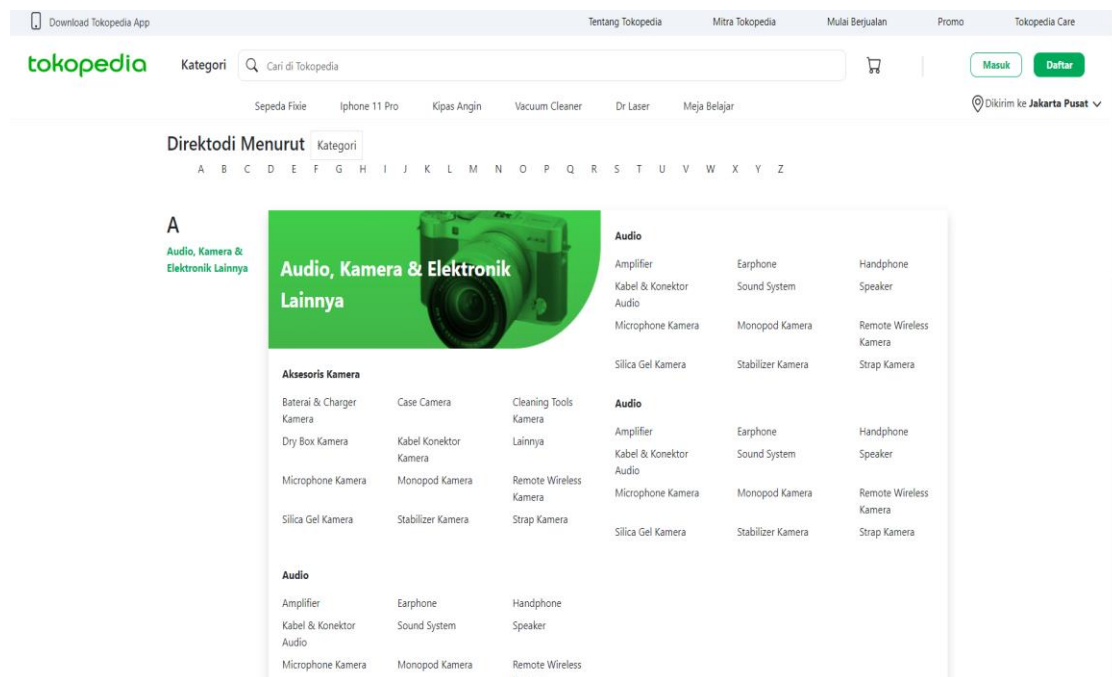 Download Tokopedia App Tentang Tokopedia Mitra Tokopedia Mulai Berjualan Promo Tokopedia Care
tokopedia Kategori Cari di Tokopedia Masuk Daftar
Sepeda Fixie Iphone 11 Pro Kipas Angin Vacuum Cleaner Dr Laser Meja Belajar Dikirim ke Jakarta Pusat
Direktodi Menurut Kategori
A B C D E F G H I J K L M N O P Q R S T U V W X Y Z
A
Audio, Kamera &
Elektronik Lainnya
Audio, Kamera & Elektronik
Lainnya
Aksesoris Kamera
Baterai & Charger Case Camera Cleaning Tools
Kamera Kamera
Dry Box Kamera Kabel Konektor Lainnya
Kamera
Microphone Kamera Monopod Kamera Remote Wireless
Kamera
Silica Gel Kamera Stabilizer Kamera Strap Kamera
Audio
Amplifier Earphone Handphone
Kabel & Konektor Sound System Speaker
Audio
Microphone Kamera Monopod Kamera Remote Wireless
Audio
Amplifier Earphone Handphone
Kabel & Konektor Sound System Speaker
Audio
Microphone Kamera Monopod Kamera Remote Wireless
Kamera
Silica Gel Kamera Stabilizer Kamera Strap Kamera
Audio
Amplifier Earphone Handphone
Kabel & Konektor Sound System Speaker
Audio
Microphone Kamera Monopod Kamera Remote Wireless
Kamera
Silica Gel Kamera Stabilizer Kamera Strap Kamera